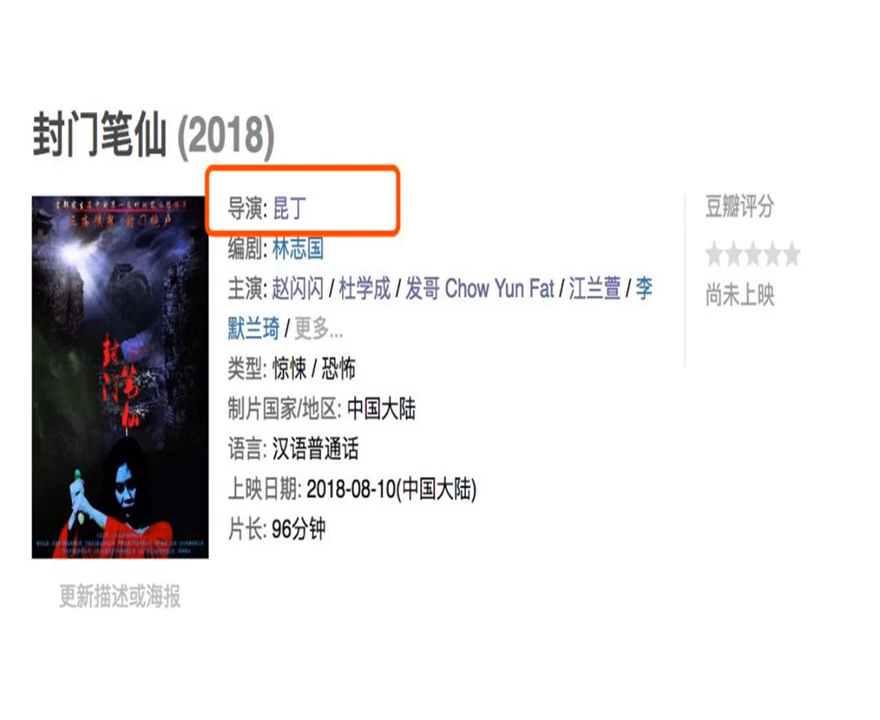 封门笔仙 (2018)
导演: 昆丁
编剧: 林志国
主演: 赵闪闪 / 杜学成 / 发哥 Chow Yun Fat / 江兰萱 / 李
默兰琦 / 更多...
类型: 惊悚 / 恐怖
制片国家/地区: 中国大陆
语言: 汉语普通话
上映日期: 2018-08-10(中国大陆)
片长: 96分钟
豆瓣评分
尚未上映
封门笔仙
更新描述或海报